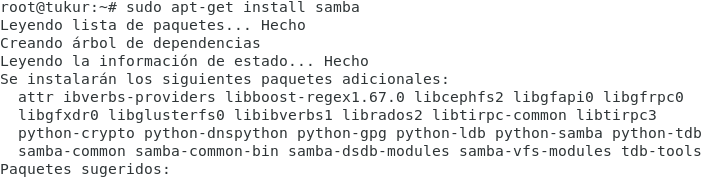 root@tukur:~# sudo apt-get install samba
Leyendo lista de paquetes... Hecho
Creando árbol de dependencias
Leyendo la información de estado... Hecho
Se instalarán los siguientes paquetes adicionales:
  attr ibverbs-providers libboost-regex1.67.0 libcephfs2 libgfapi0 libgfrpc0
  libgfxdr0 libglusterfs0 libibverbs1 librados2 libtirpc-common libtirpc3
  python-crypto python-dnspython python-gpg python-ldb python-samba python-tdb
  samba-common samba-common-bin samba-dsdb-modules samba-vfs-modules tdb-tools
Paquetes sugeridos: